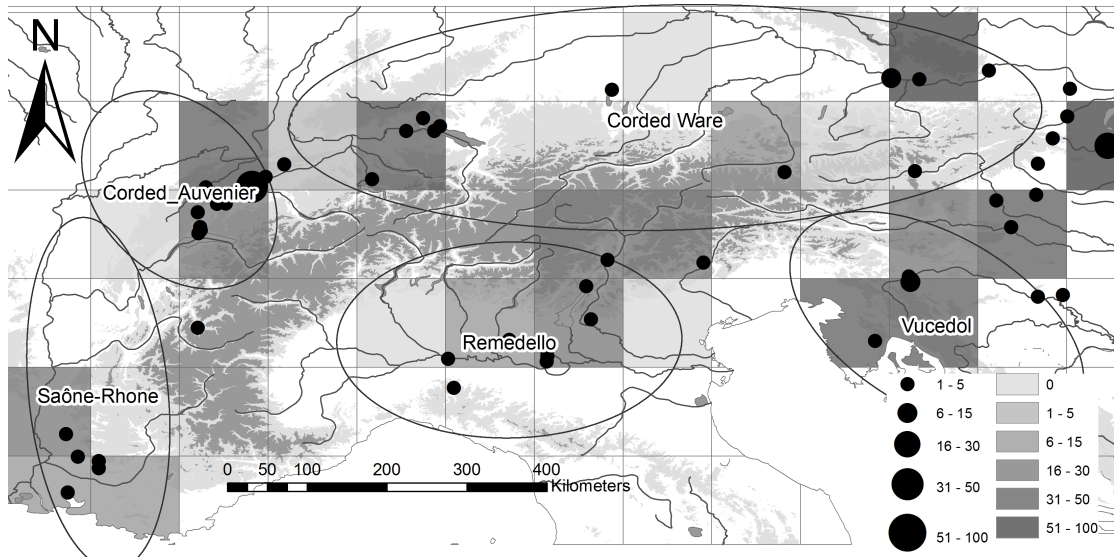 N
Corded Ware
Corded_Auvenier
Remedello
Vucedol
Saône-Rhone
0 50 100 200 300 400
Kilometers
1 - 5 0
6 - 15 1 - 5
16 - 30 6 - 15
31 - 50 16 - 30
51 - 100 31 - 50
51 - 100